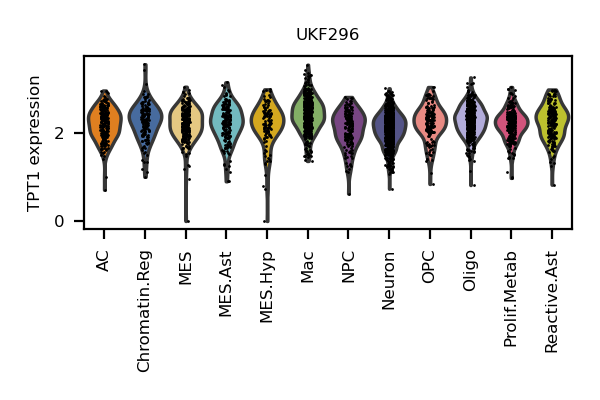 UKF296
TPT1 expression
2
0
AC
Chromatin.Reg
MES
MES.Ast
MES.Hyp
Mac
NPC
Neuron
OPC
Oligo
Prolif.Metab
Reactive.Ast